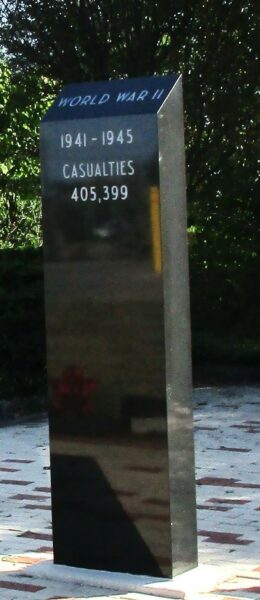 WORLD WAR II
1941 - 1945
CASUALTIES
405,399